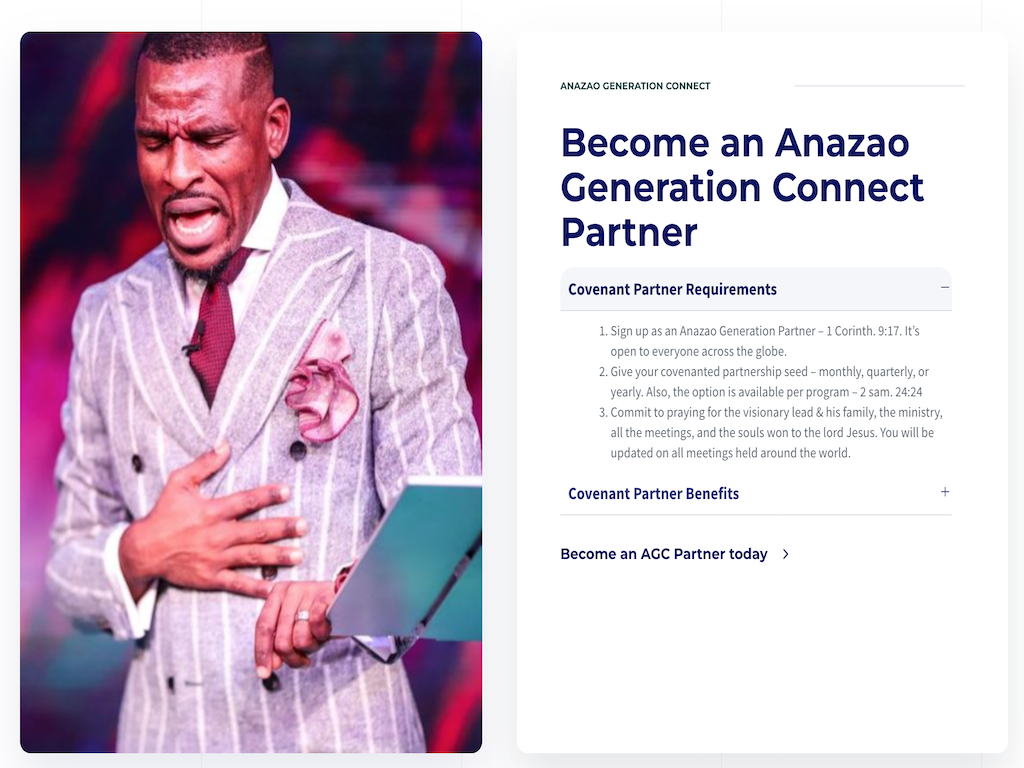 ANAZAO GENERATION CONNECT
Become an Anazao
Generation Connect
Partner
Covenant Partner Requirements
1. Sign up as an Anazao Generation Partner – 1 Corinth. 9:17. It's
open to everyone across the globe.
2. Give your covenanted partnership seed – monthly, quarterly, or
yearly. Also, the option is available per program – 2 sam. 24:24
3. Commit to praying for the visionary lead & his family, the ministry,
all the meetings, and the souls won to the lord Jesus. You will be
updated on all meetings held around the world.
Covenant Partner Benefits
Become an AGC Partner today